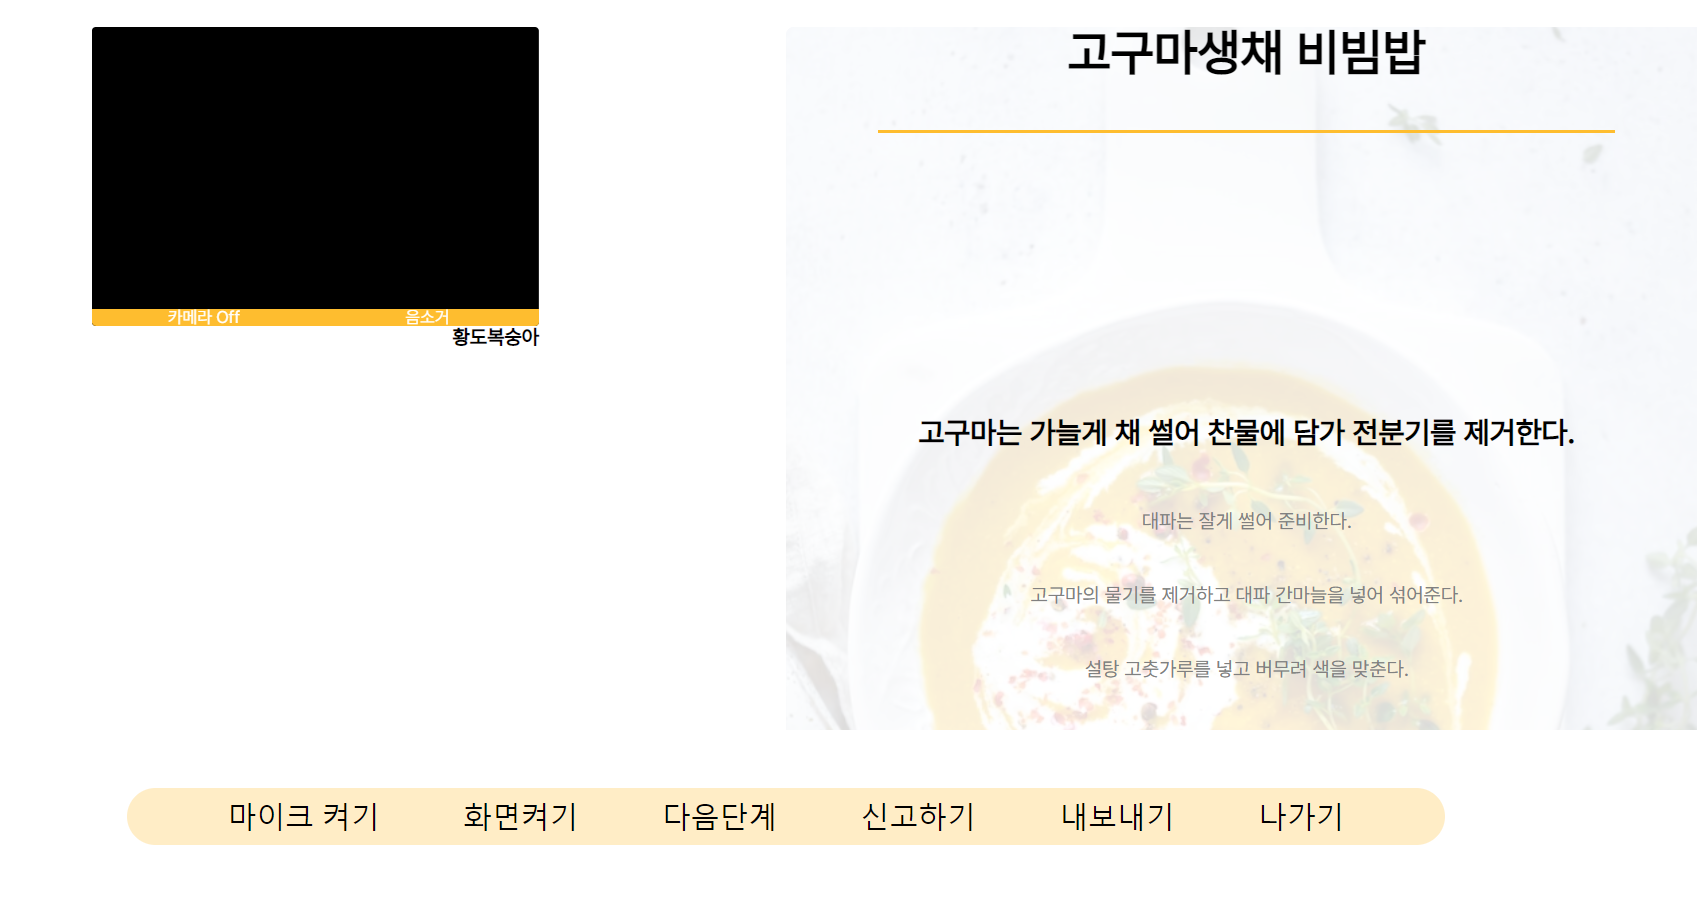 고구마생채 비빔밥
카메라 Off 음소거
황도복숭아
고구마는 가늘게 채 썰어 찬물에 담가 전분기를 제거한다.
대파는 잘게 썰어 준비한다.
고구마의 물기를 제거하고 대파 간마늘을 넣어 섞어준다.
설탕 고춧가루를 넣고 버무려 색을 맞춘다.
마이크 켜기 화면켜기 다음단계 신고하기 내보내기 나가기